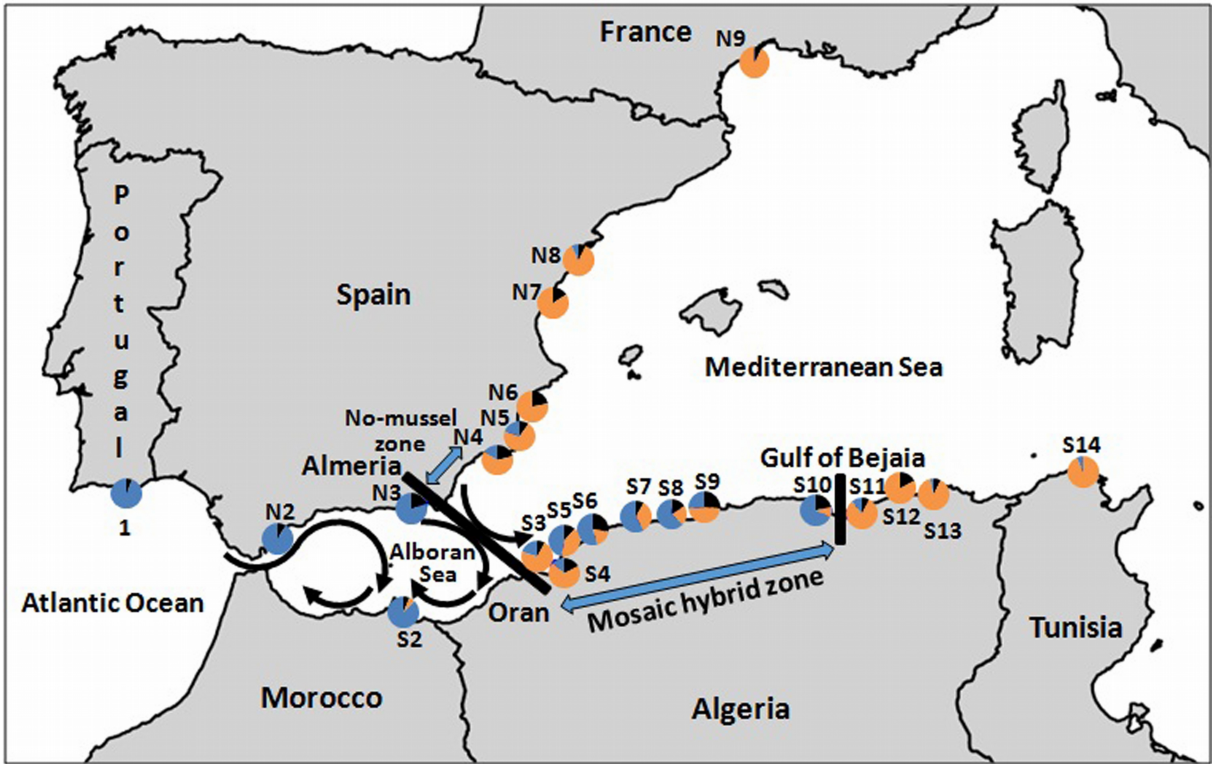 France
N9
P
o
r
t
u
g
a
l
N8
Spain
N7
Mediterranean Sea
N6
No-mussel
zone
N5
N4
Almeria
Gulf of Bejaia
S14
N3
S10
S11
S9
S7
S8
S6
S5
S3
S12
S13
1
N2
Alboran
Sea
S4
Atlantic Ocean
Oran
Mosaic hybrid zone
S2
Tunisia
Morocco
Algeria